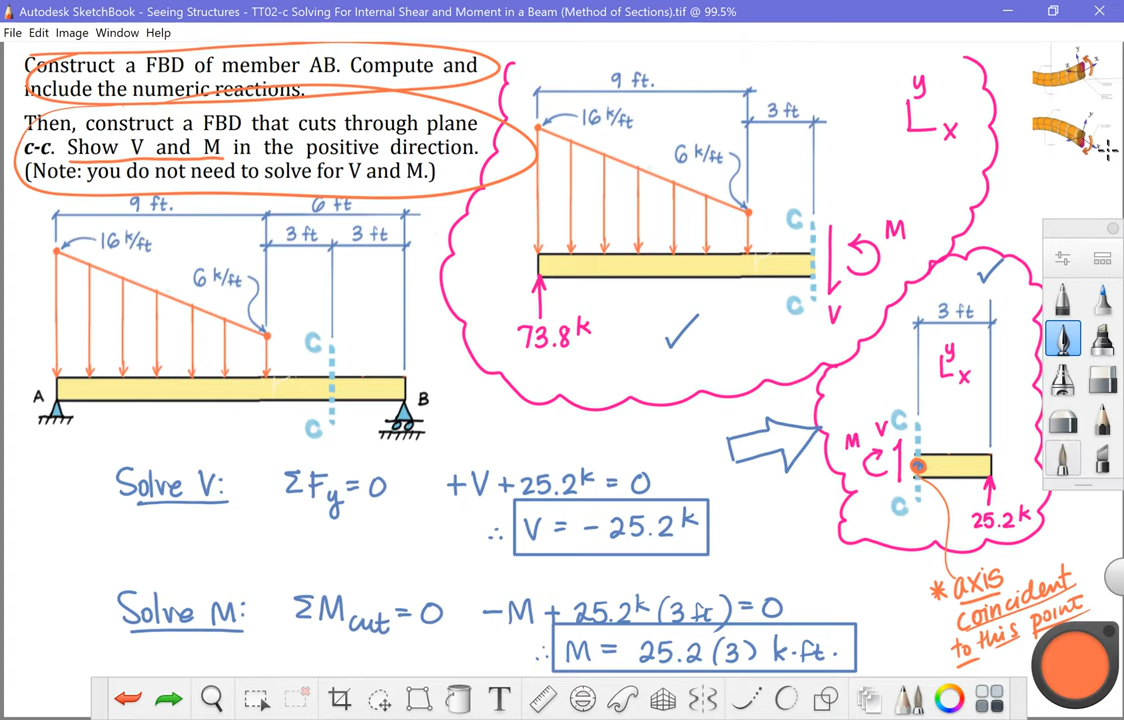 Autodesk SketchBook - Seeing Structures - TT02-c Solving For Internal Shear and Moment in a Beam (Method of Sections).tif @ 99.5%
File Edit Image Window Help
Construct a FBD of member AB. Compute and
include the numeric reactions.
Then, construct a FBD that cuts through plane
c-c. Show V and M in the positive direction.
(Note: you do not need to solve for V and M.)
9 ft.
6 ft
3 ft
3 ft
16 k/ft
6 k/ft
C
C
A
B
9 ft.
3 ft
16 k/ft
6 k/ft
C
C
M
V
73.8 k
y
x
3 ft
y
x
C
M
V
C
25.2 k
* axis
coincident
to this point
Solve V: ΣFy = 0 +V + 25.2 k = 0
∴ V = - 25.2 k
Solve M: ΣMcut = 0 -M + 25.2 k (3 ft) = 0
∴ M = 25.2 (3) k·ft.
T